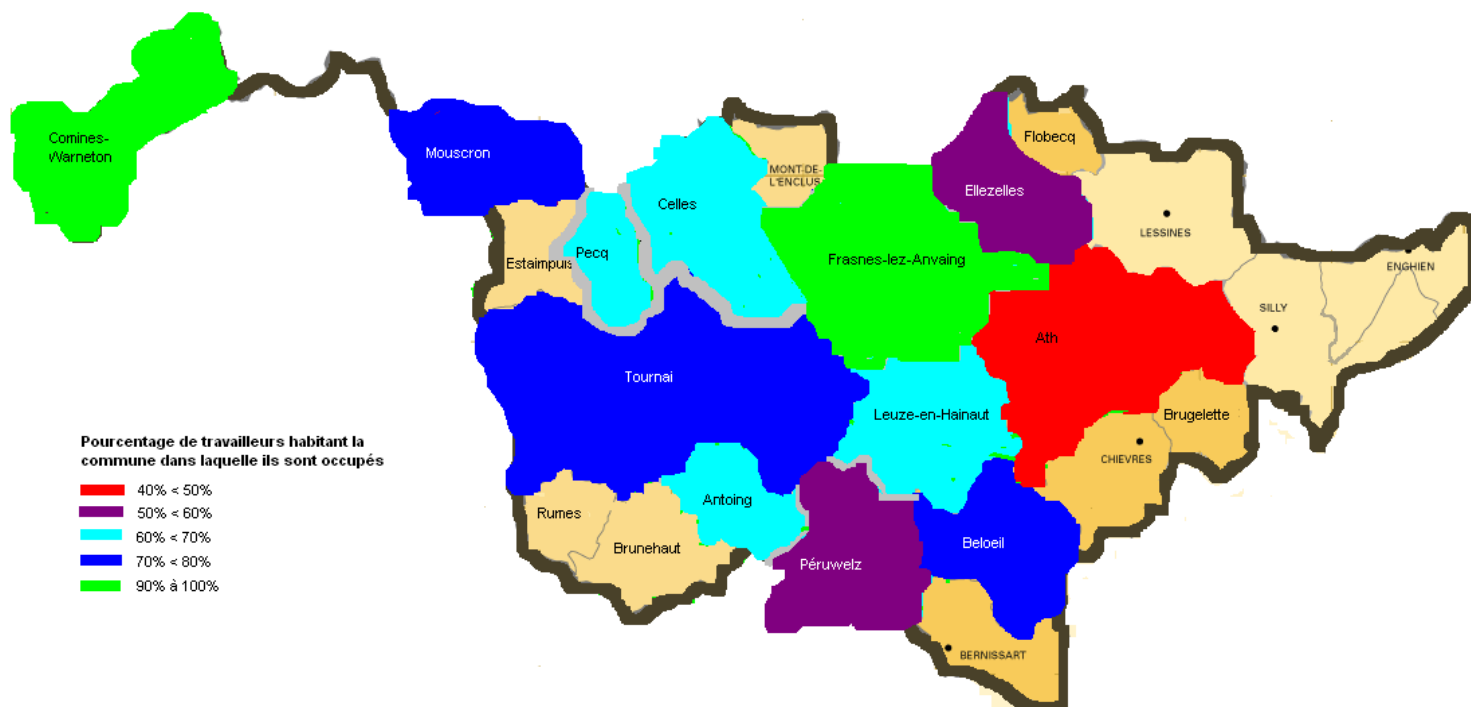 Comines-
Warneton
Mouscron
Celles
MONT-DE-
L'ENCLUS
Ellezelles
Flobecq
LESSINES
Estaimpuis
Pecq
Frasnes-lez-Anvaing
ENGHIEN
SILLY
Ath
Tournai
Leuze-en-Hainaut
Brugelette
CHIEVRES
Antoing
Rumes
Brunehaut
Péruwelz
Beloeil
BERNISSART
Pourcentage de travailleurs habitant la
commune dans laquelle ils sont occupés
40% < 50%
50% < 60%
60% < 70%
70% < 80%
90% à 100%